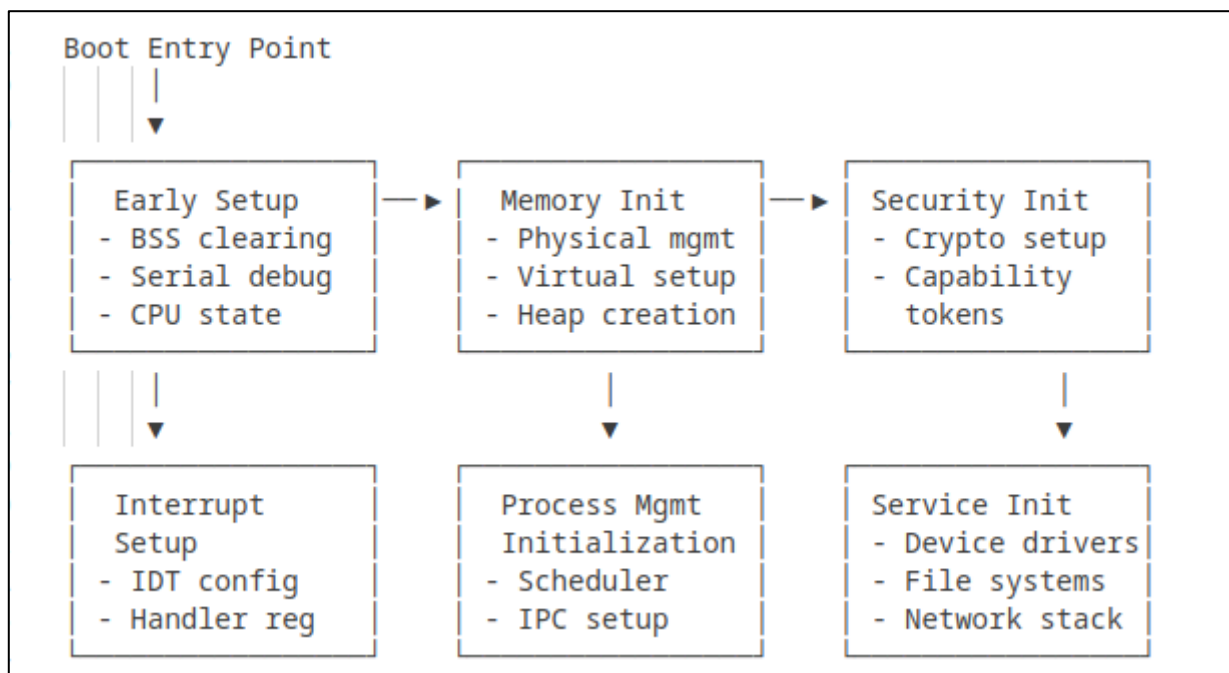 Boot Entry Point
Early Setup
- BSS clearing
- Serial debug
- CPU state
Memory Init
- Physical mgmt
- Virtual setup
- Heap creation
Security Init
- Crypto setup
- Capability
tokens
Interrupt
Setup
- IDT config
- Handler reg
Process Mgmt
Initialization
- Scheduler
- IPC setup
Service Init
- Device drivers
- File systems
- Network stack